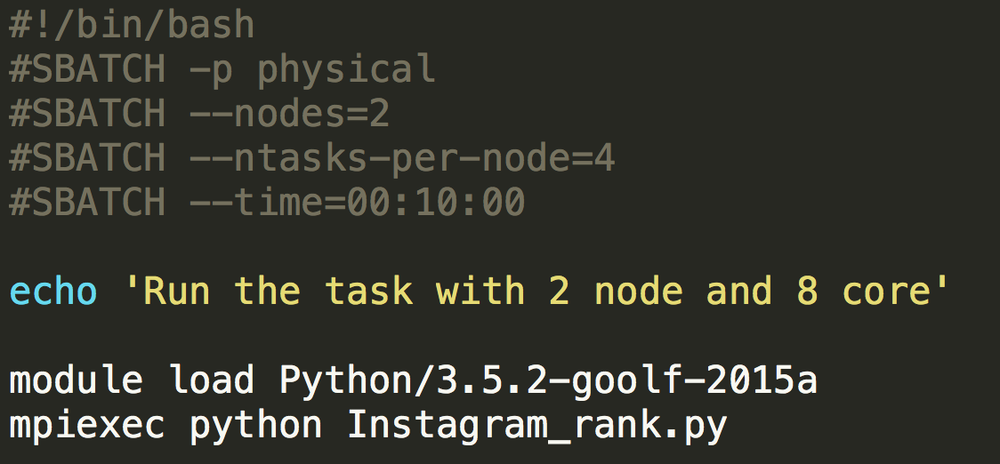 #!/bin/bash
#SBATCH -p physical
#SBATCH --nodes=2
#SBATCH --ntasks-per-node=4
#SBATCH --time=00:10:00
echo 'Run the task with 2 node and 8 core'
module load Python/3.5.2-goolf-2015a
mpiexec python Instagram_rank.py